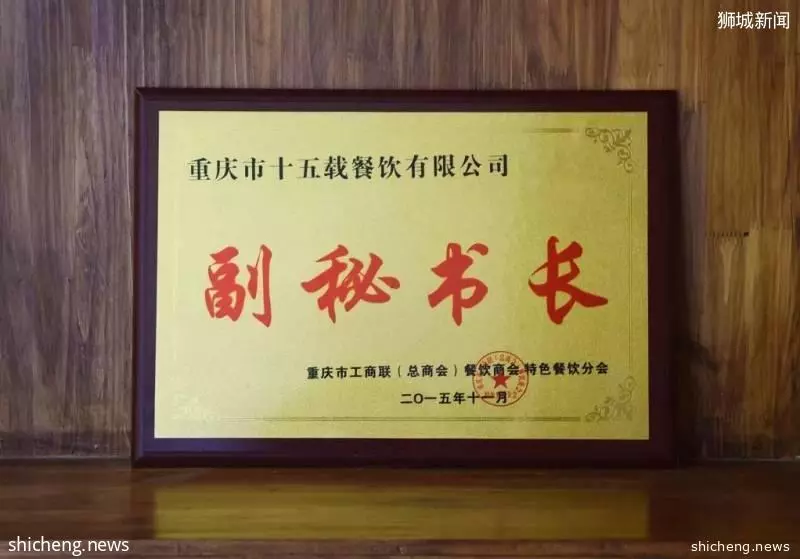 狮城新闻
重庆市十五载餐饮有限公司
副秘书长
重庆市工商联（总商会）餐饮商会 特色餐饮分会
二〇一五年十一月
shicheng.news
shicheng.news